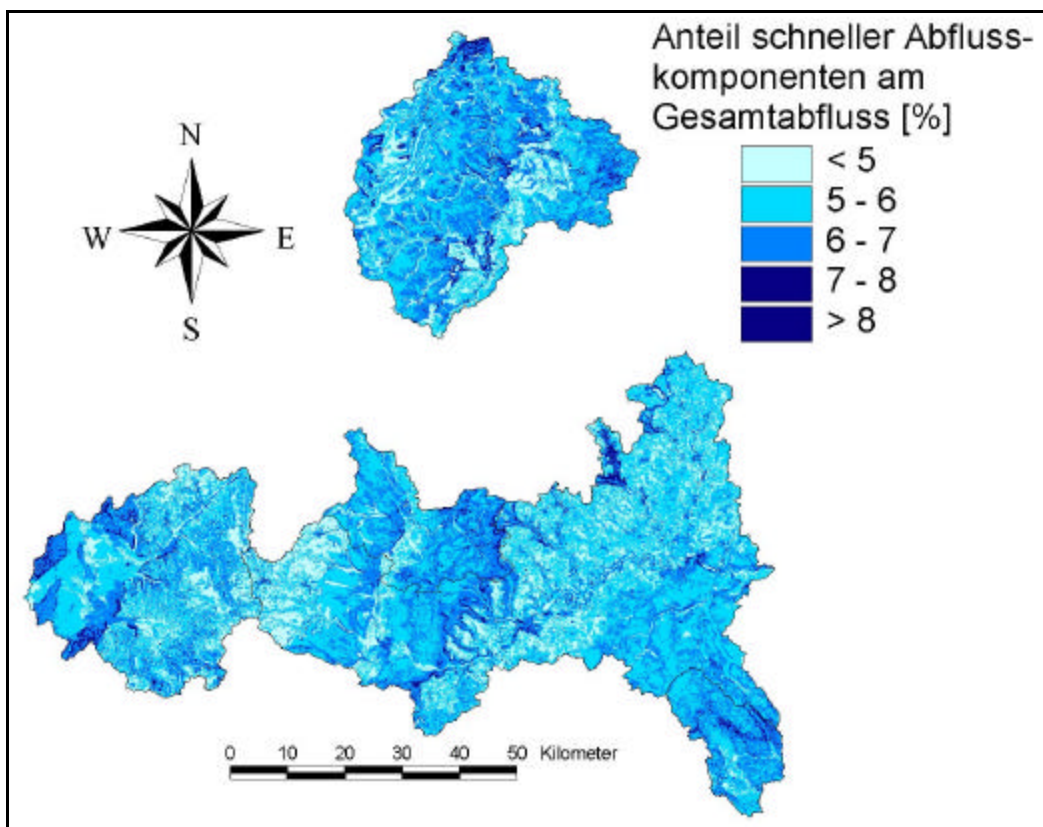 Anteil schneller Abfluss-
komponenten am
Gesamtabfluss [%]
< 5
5 - 6
6 - 7
7 - 8
> 8
N
W E
S
0 10 20 30 40 50 Kilometer